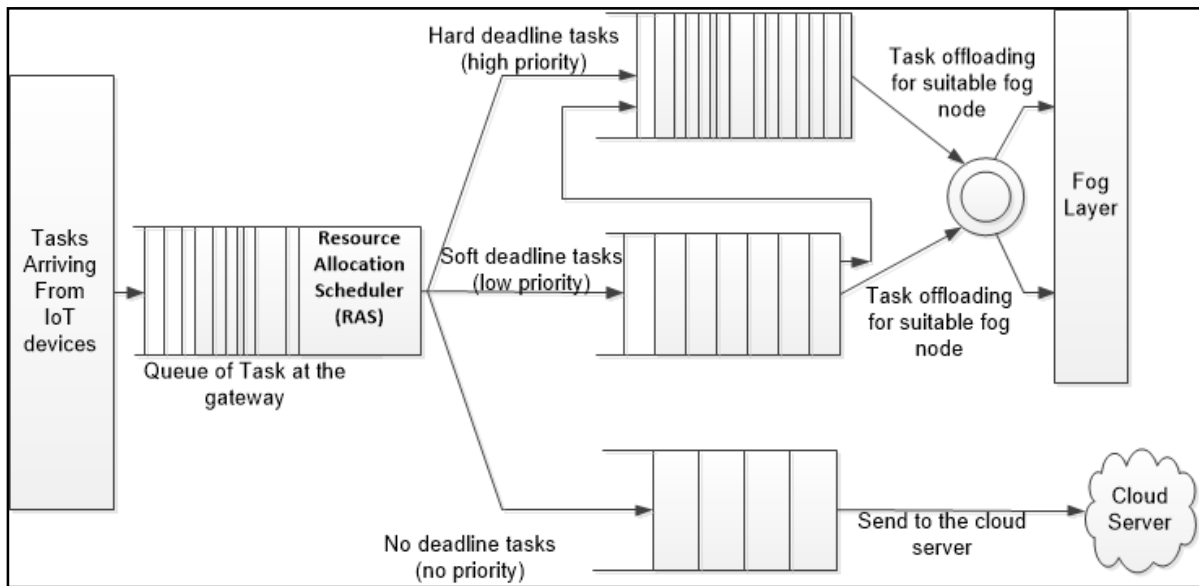 Tasks
Arriving
From
IoT
devices
Queue of Task at the
gateway
Resource
Allocation
Scheduler
(RAS)
Hard deadline tasks
(high priority)
Soft deadline tasks
(low priority)
No deadline tasks
(no priority)
Task offloading
for suitable fog
node
Task offloading
for suitable fog
node
Fog
Layer
Send to the cloud
server
Cloud
Server